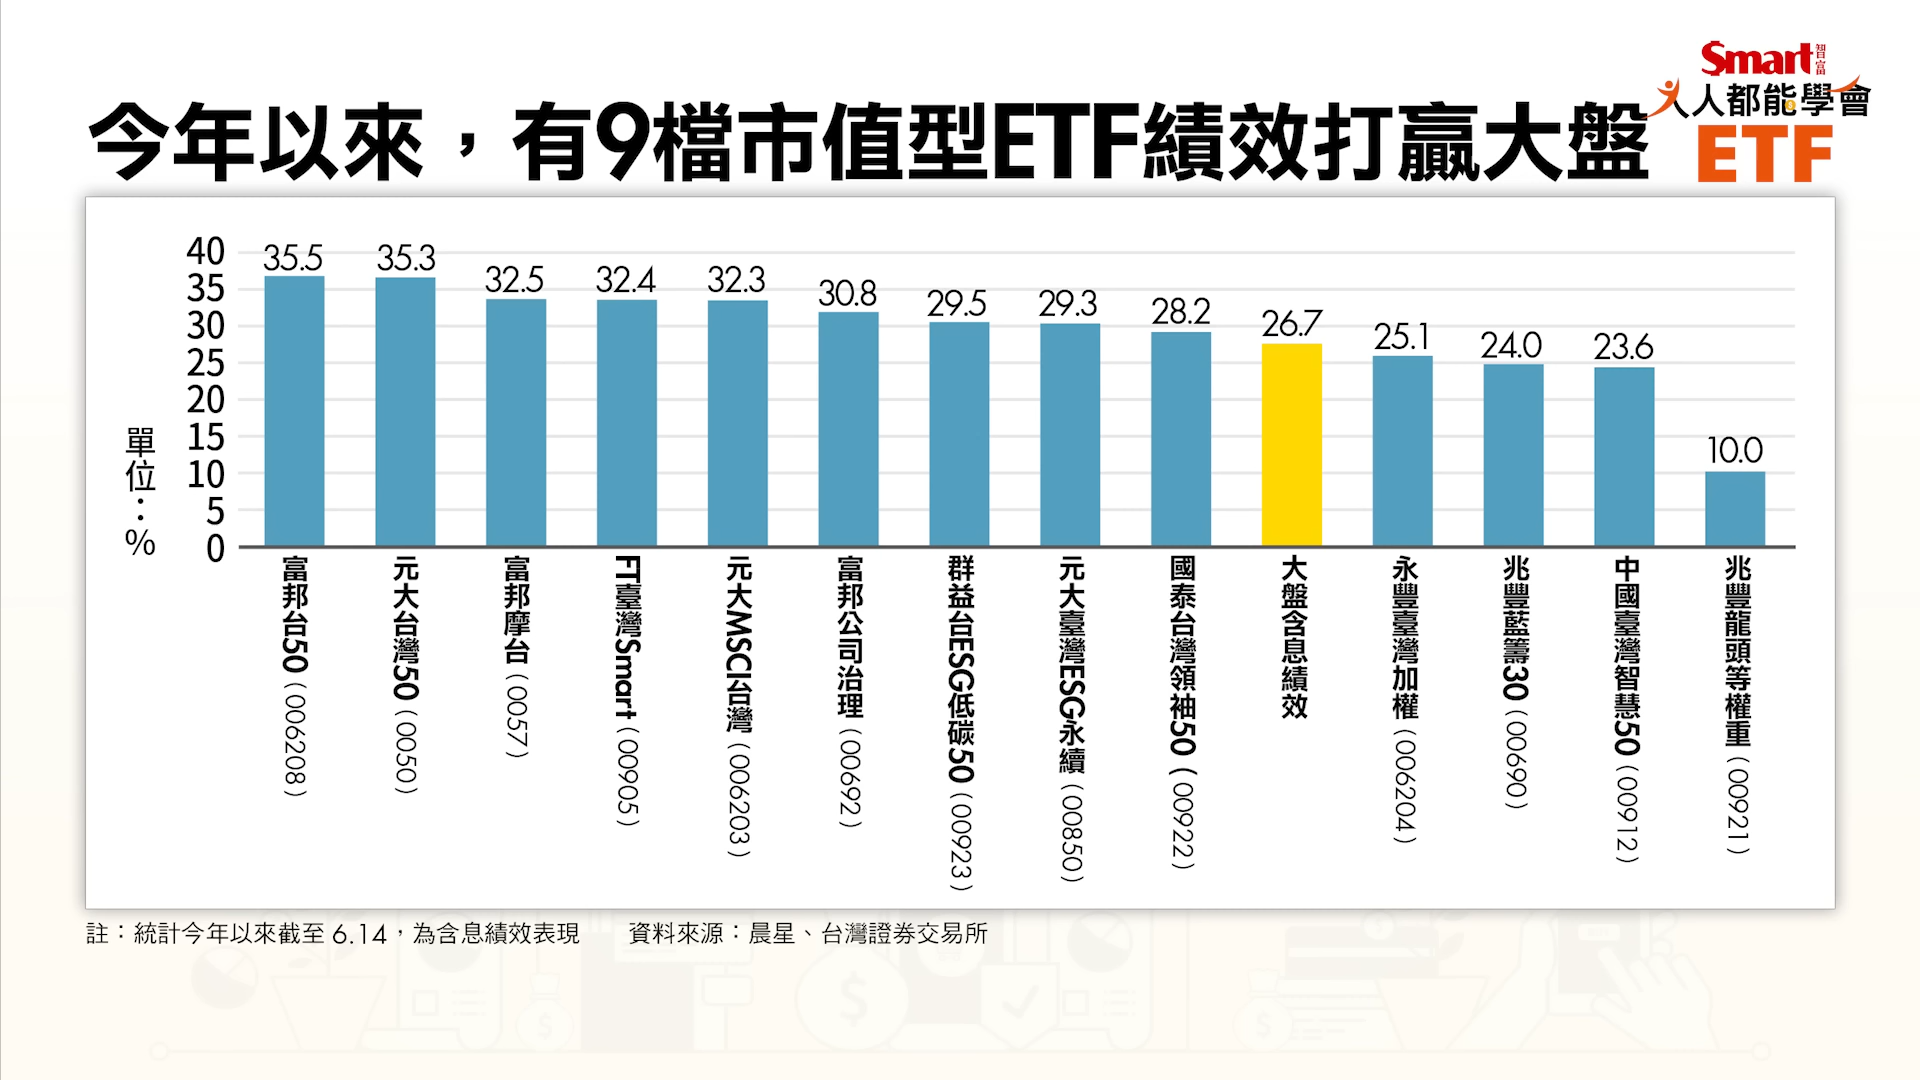 Smart智富
人人都能學會
ETF
今年以來，有9檔市值型ETF績效打贏大盤
單位：%
40
35
30
25
20
15
10
5
0
35.5
35.3
32.5
32.4
32.3
30.8
29.5
29.3
28.2
26.7
25.1
24.0
23.6
10.0
富邦台50（006208）
元大台灣50（0050）
富邦摩台（0057）
FT臺灣Smart（00905）
元大MSCI台灣（006203）
富邦公司治理（00692）
群益台ESG低碳50（00923）
元大臺灣ESG永續（00850）
國泰台灣領袖50（00922）
大盤含息績效
永豐臺灣加權（006204）
兆豐藍籌30（00690）
中國臺灣智慧50（00912）
兆豐龍頭等權重（00921）
註：統計今年以來截至 6.14，為含息績效表現　資料來源：晨星、台灣證券交易所